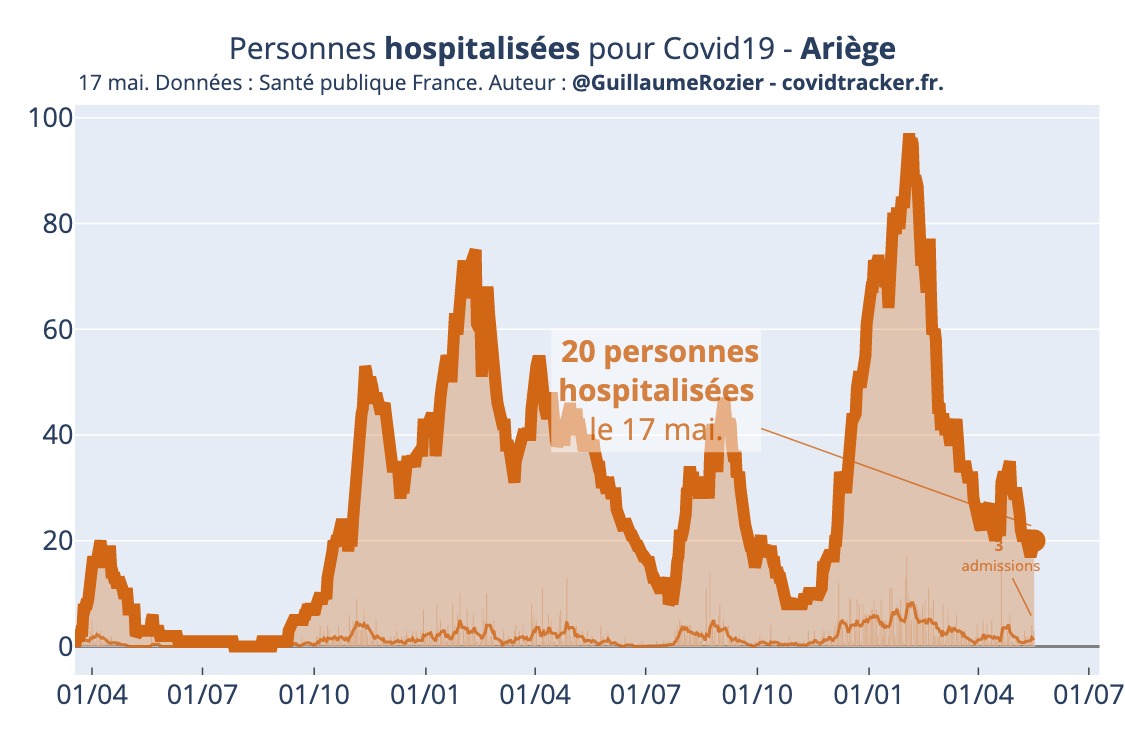 Personnes hospitalisées pour Covid19 - Ariège
17 mai. Données : Santé publique France. Auteur : @GuillaumeRozier - covidtracker.fr.
100
80
60
40
20
0
20 personnes
hospitalisées
le 17 mai.
3
admissions
01/04 01/07 01/10 01/01 01/04 01/07 01/10 01/01 01/04 01/07